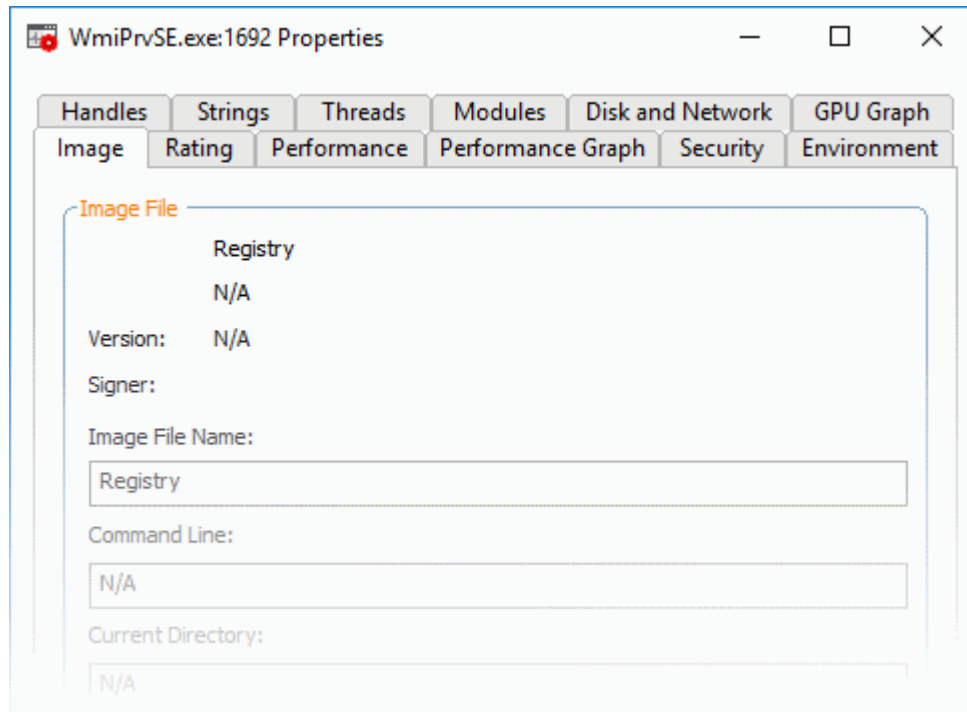 WmiPrvSE.exe:1692 Properties
Handles Strings Threads Modules Disk and Network GPU Graph
Image Rating Performance Performance Graph Security Environment
Image File
Registry
N/A
Version: N/A
Signer:
Image File Name:
Registry
Command Line:
N/A
Current Directory:
N/A